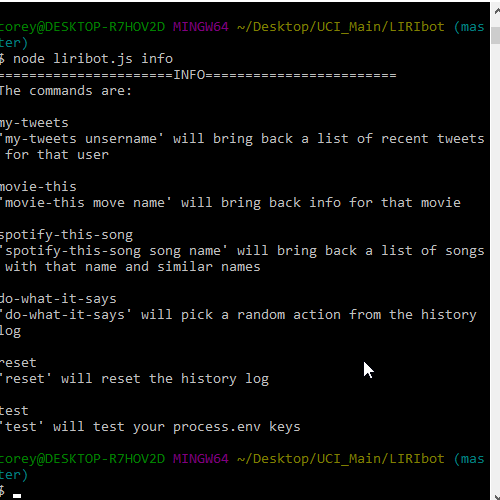 corey@DESKTOP-R7HOV2D MINGW64 ~/Desktop/UCI_Main/LIRIbot (mas
ter)
$ node liribot.js info
======================INFO========================
The commands are:
my-tweets
'my-tweets unsername' will bring back a list of recent tweets
for that user
movie-this
'movie-this move name' will bring back info for that movie
spotify-this-song
'spotify-this-song song name' will bring back a list of songs
with that name and similar names
do-what-it-says
'do-what-it-says' will pick a random action from the history
log
reset
'reset' will reset the history log
test
'test' will test your process.env keys
corey@DESKTOP-R7HOV2D MINGW64 ~/Desktop/UCI_Main/LIRIbot (mas
ter)
$